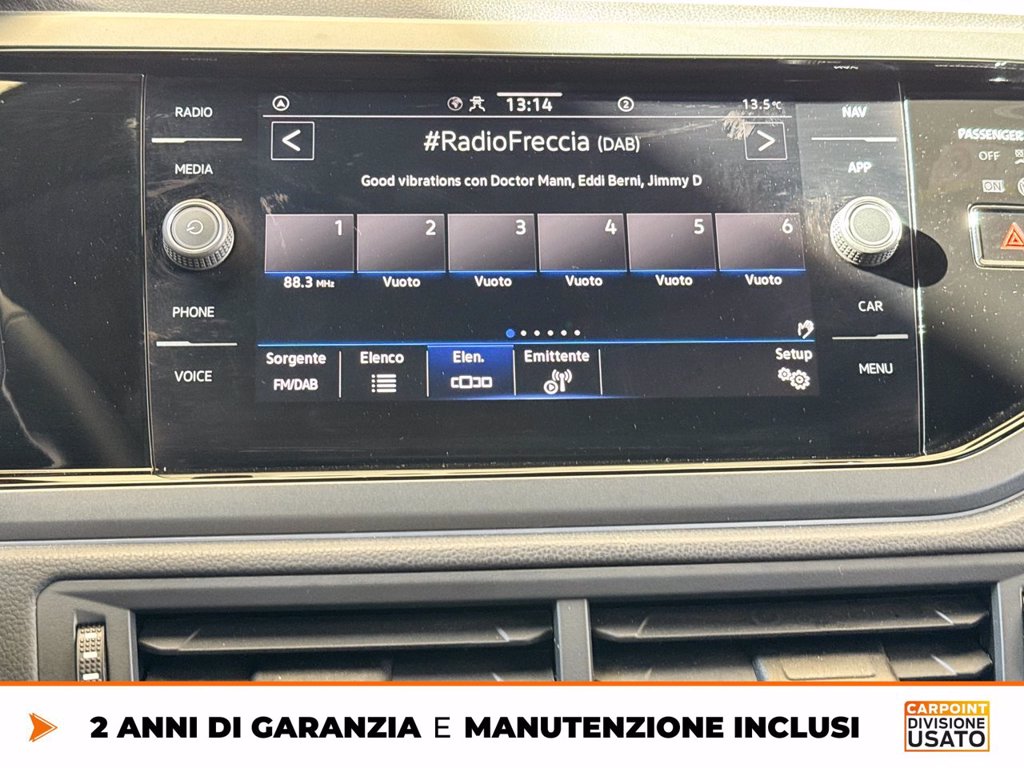 RADIO
MEDIA
PHONE
VOICE
13:14
2
13.5°C
#RadioFreccia (DAB)
Good vibrations con Doctor Mann, Eddi Berni, Jimmy D
1 2 3 4 5 6
88.3 MHz Vuoto Vuoto Vuoto Vuoto Vuoto
Sorgente Elenco Elen. Emittente Setup
FM/DAB
NAV
APP
CAR
MENU
PASSENGER
OFF
ON
2 ANNI DI GARANZIA E MANUTENZIONE INCLUSI
CARPOINT
DIVISIONE
USATO